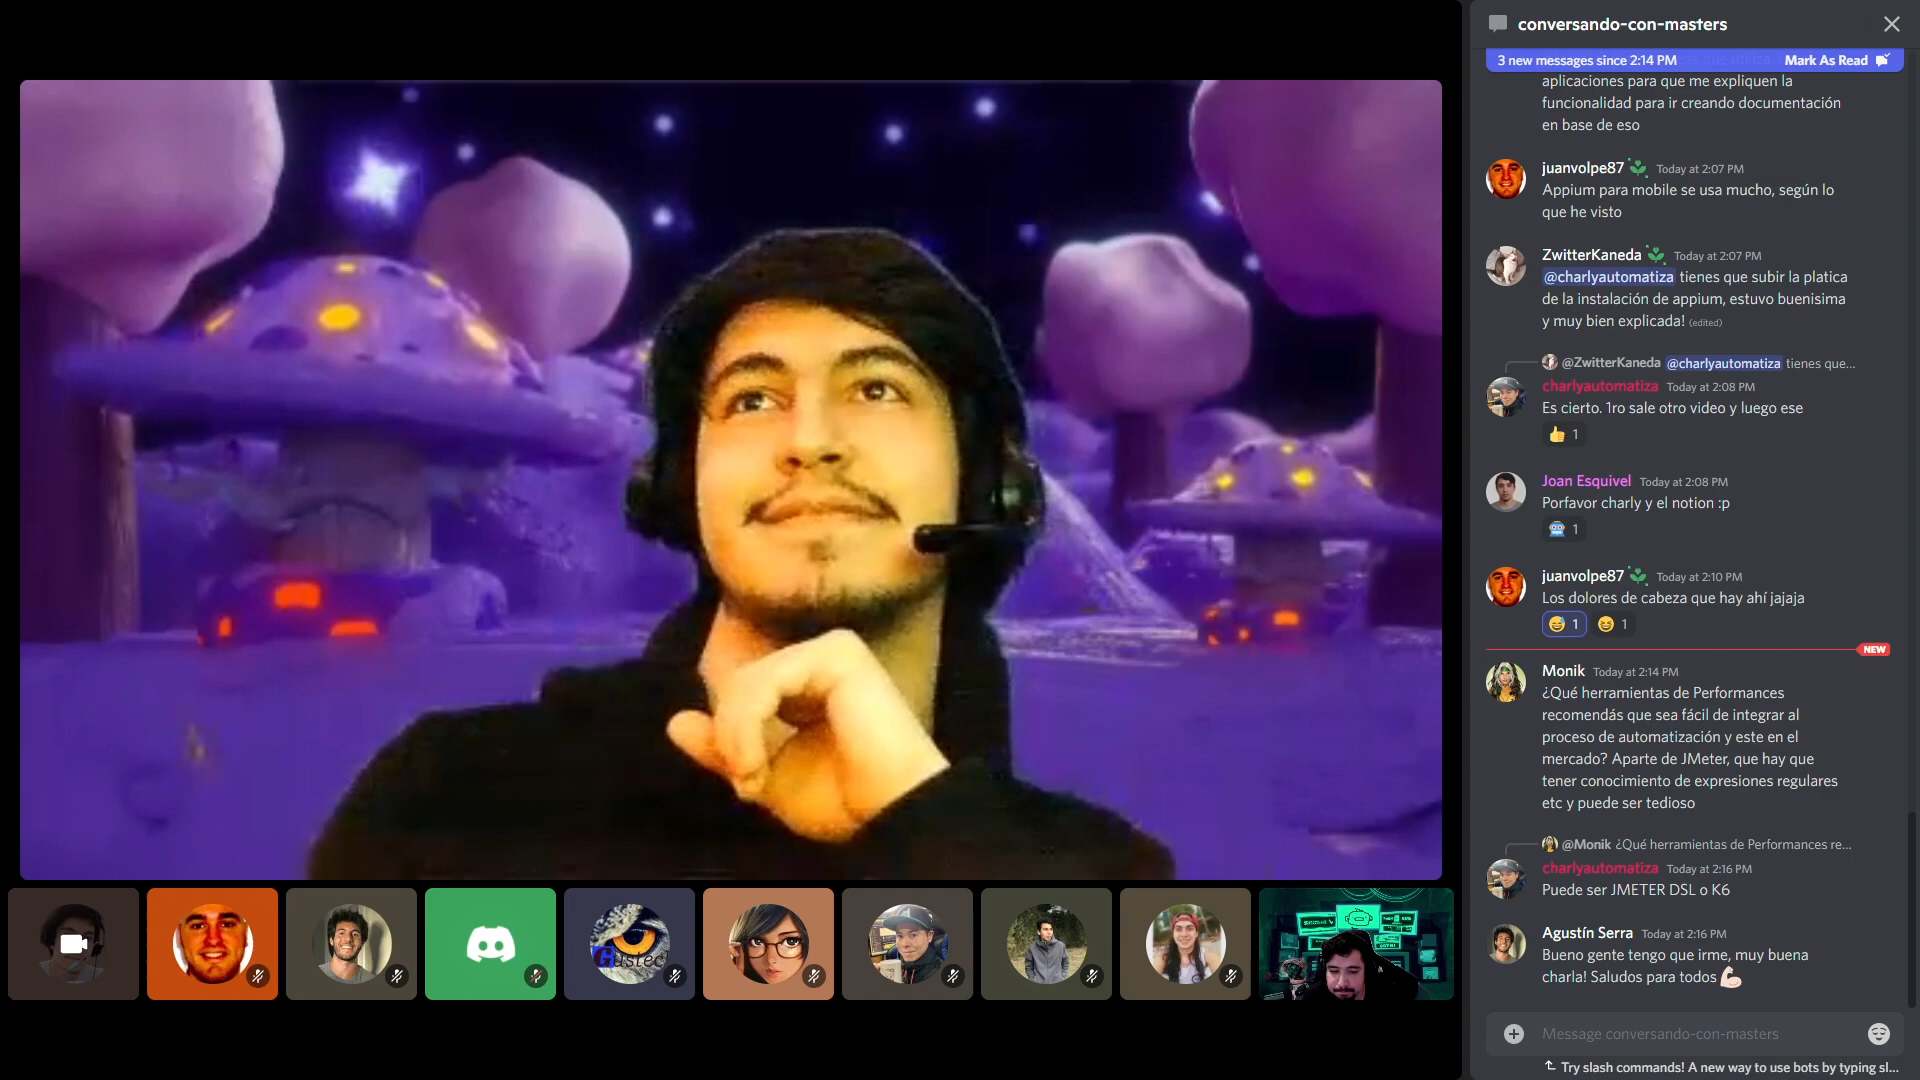 conversando-con-masters
3 new messages since 2:14 PM Mark As Read
aplicaciones para que me expliquen la
funcionalidad para ir creando documentación
en base de eso
juanvolpe87 Today at 2:07 PM
Appium para mobile se usa mucho, según lo
que he visto
ZwitterKaneda Today at 2:07 PM
@charlyautomatiza tienes que subir la platica
de la instalación de appium, estuvo buenisima
y muy bien explicada! (edited)
@ZwitterKaneda @charlyautomatiza tienes que...
charlyautomatiza Today at 2:08 PM
Es cierto. 1ro sale otro video y luego ese
1
Joan Esquivel Today at 2:08 PM
Porfavor charly y el notion :p
1
juanvolpe87 Today at 2:10 PM
Los dolores de cabeza que hay ahí jajaja
1 1
NEW
Monik Today at 2:14 PM
¿Qué herramientas de Performances
recomendás que sea fácil de integrar al
proceso de automatización y este en el
mercado? Aparte de JMeter, que hay que
tener conocimiento de expresiones regulares
etc y puede ser tedioso
@Monik ¿Qué herramientas de Performances re...
charlyautomatiza Today at 2:16 PM
Puede ser JMETER DSL o K6
Agustín Serra Today at 2:16 PM
Bueno gente tengo que irme, muy buena
charla! Saludos para todos
Message conversando-con-masters
Try slash commands! A new way to use bots by typing sl...